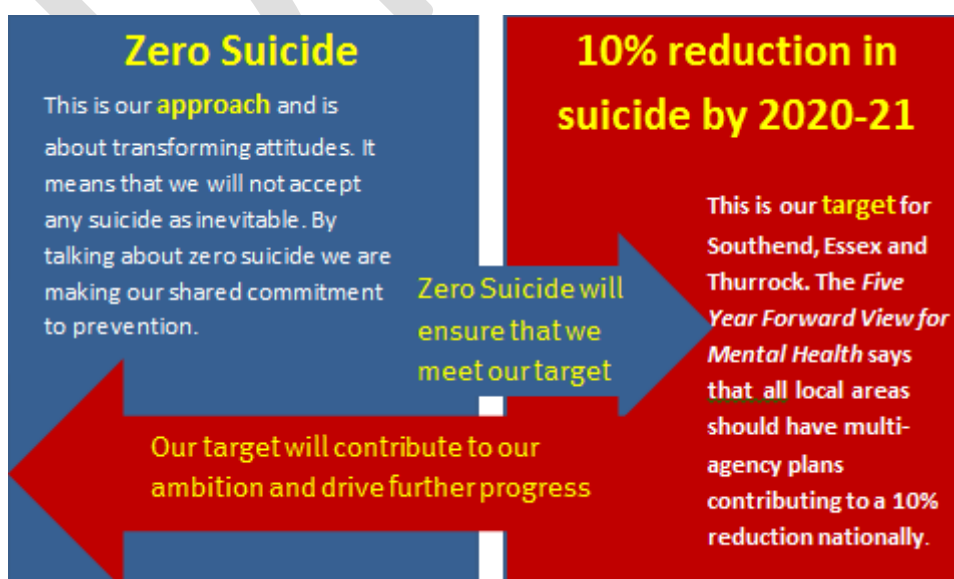 Zero Suicide
This is our approach and is
about transforming attitudes. It
means that we will not accept
any suicide as inevitable. By
talking about zero suicide we are
making our shared commitment
to prevention.
Zero Suicide will
ensure that we
meet our target
Our target will contribute to our
ambition and drive further progress
10% reduction in
suicide by 2020-21
This is our target for
Southend, Essex and
Thurrock. The Five
Year Forward View for
Mental Health says
that all local areas
should have multi-
agency plans
contributing to a 10%
reduction nationally.